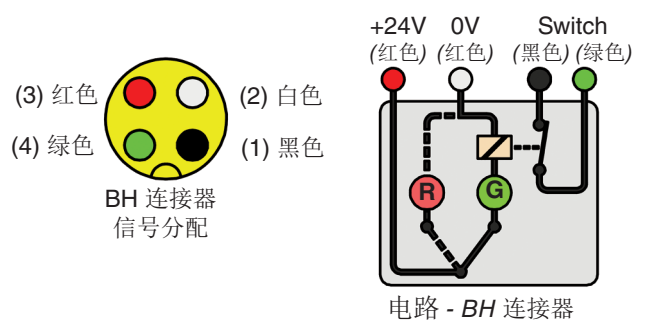 (3) 红色
(2) 白色
(4) 绿色
(1) 黑色
BH 连接器
信号分配
+24V 0V Switch
(红色) (红色) (黑色) (绿色)
R G
电路 - BH 连接器